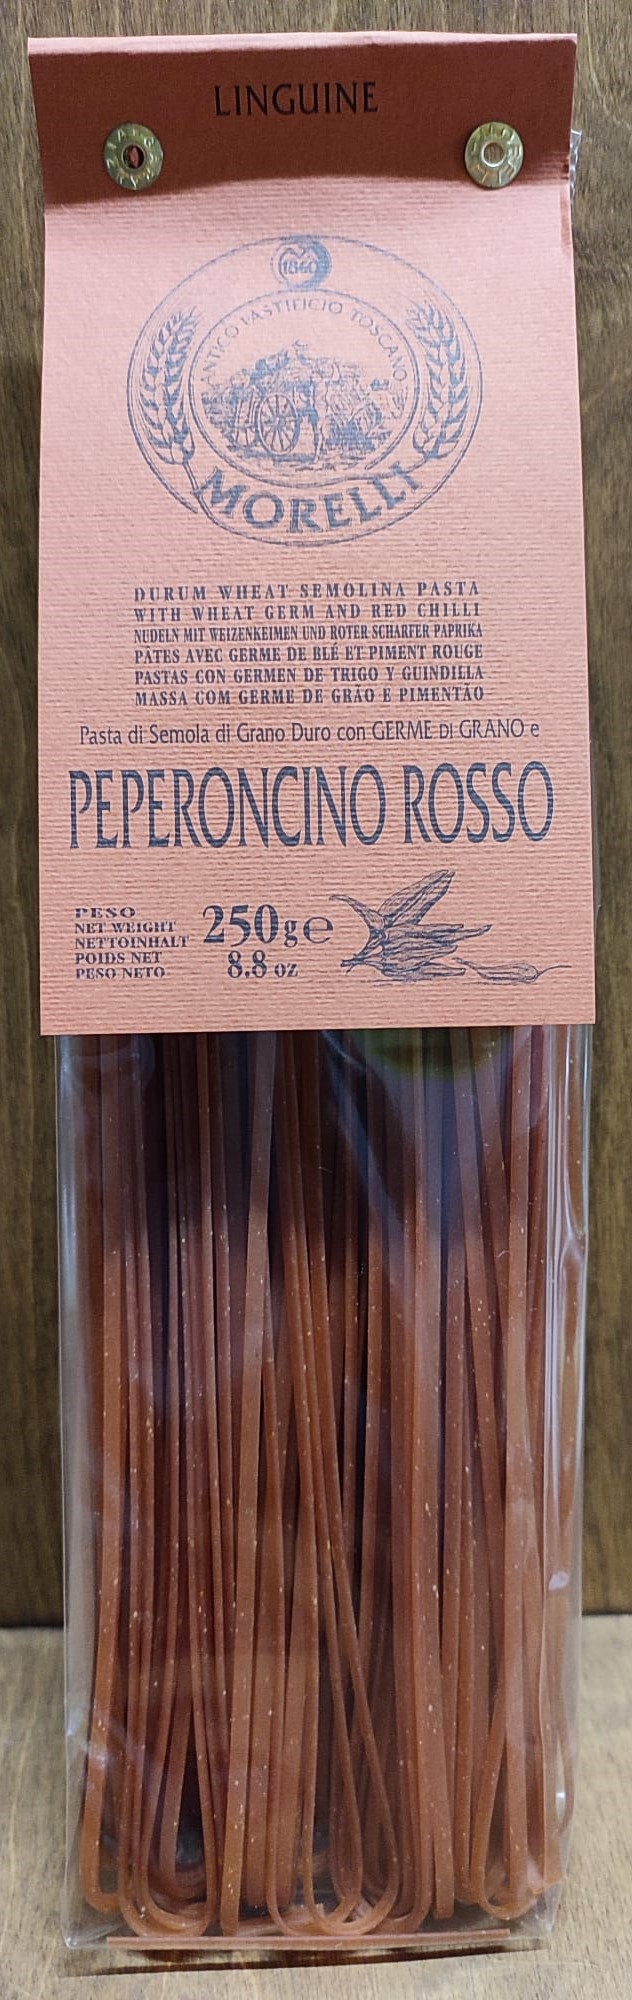 LINGUINE
1860
ANTICO PASTIFICIO TOSCANO
MORELLI
DURUM WHEAT SEMOLINA PASTA
WITH WHEAT GERM AND RED CHILLI
NUDELN MIT WEIZENKEIMEN UND ROTER SCHARFER PAPRIKA
PÂTES AVEC GERME DE BLÉ ET PIMENT ROUGE
PASTAS CON GERMEN DE TRIGO Y GUINDILLA
MASSA COM GERME DE GRÃO E PIMENTÃO
Pasta di Semola di Grano Duro con GERME DI GRANO e
PEPERONCINO ROSSO
PESO
NET WEIGHT
NETTOINHALT
POIDS NET
PESO NETO
250g℮
8.8 oz